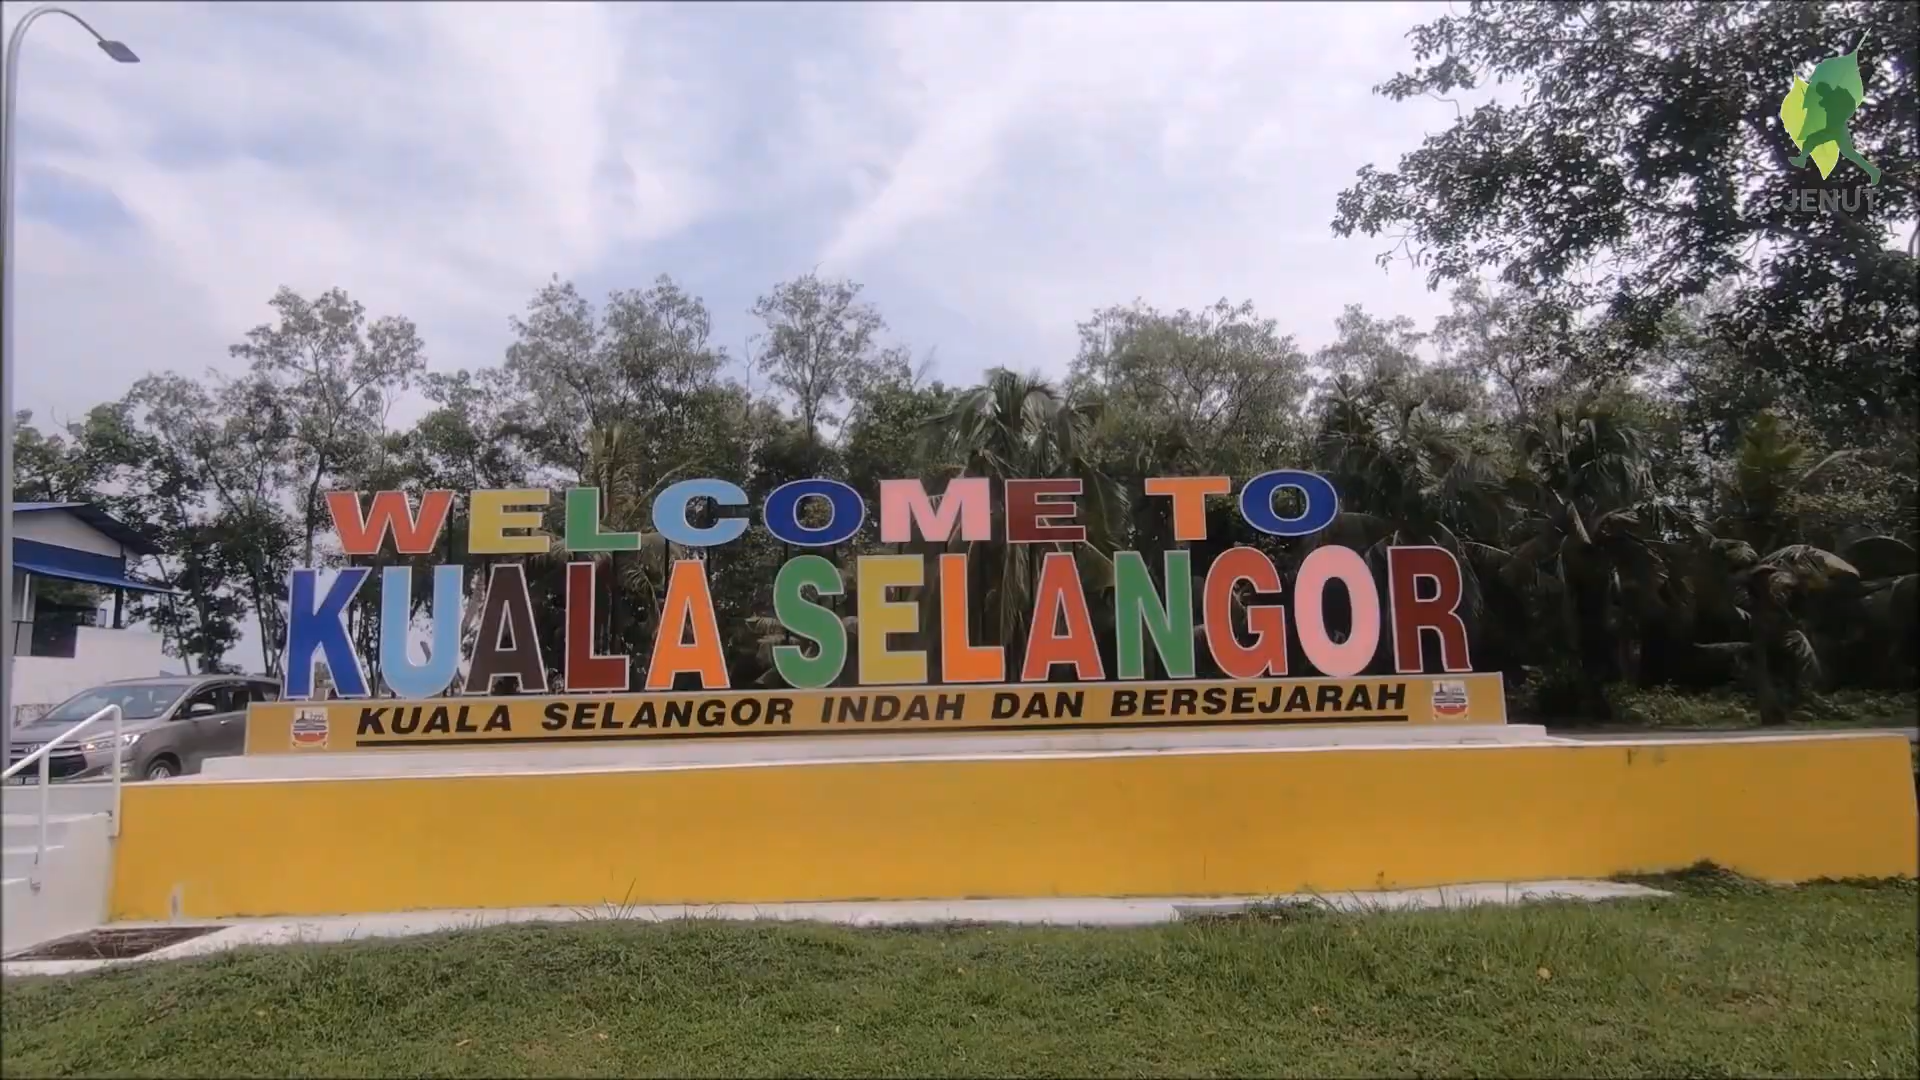 JENUT
WELCOME TO
KUALA SELANGOR
KUALA SELANGOR INDAH DAN BERSEJARAH